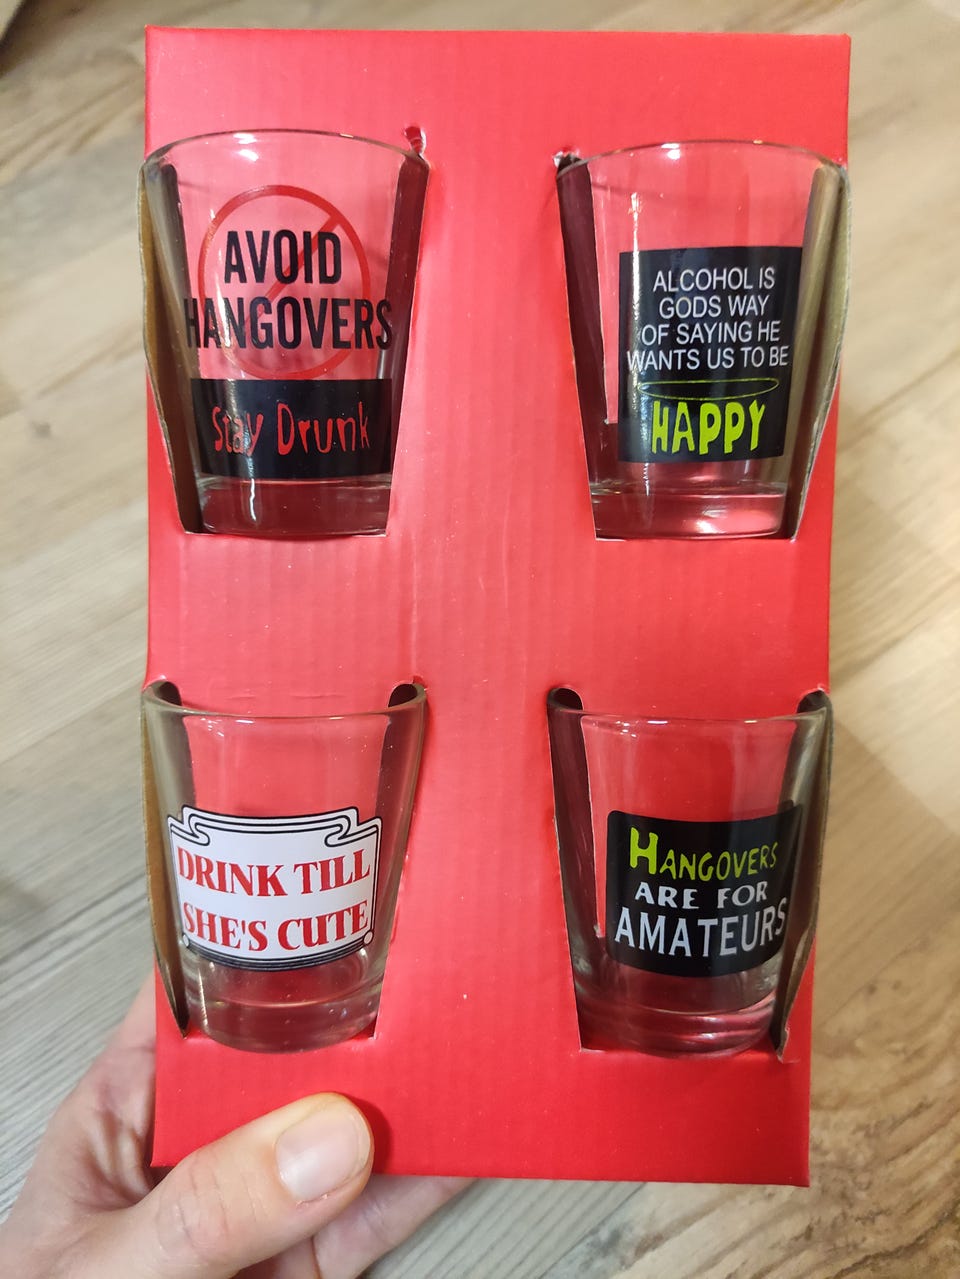 AVOID
HANGOVERS
Stay Drunk
ALCOHOL IS
GODS WAY
OF SAYING HE
WANTS US TO BE
HAPPY
DRINK TILL
SHE'S CUTE
HANGOVERS
ARE FOR
AMATEURS